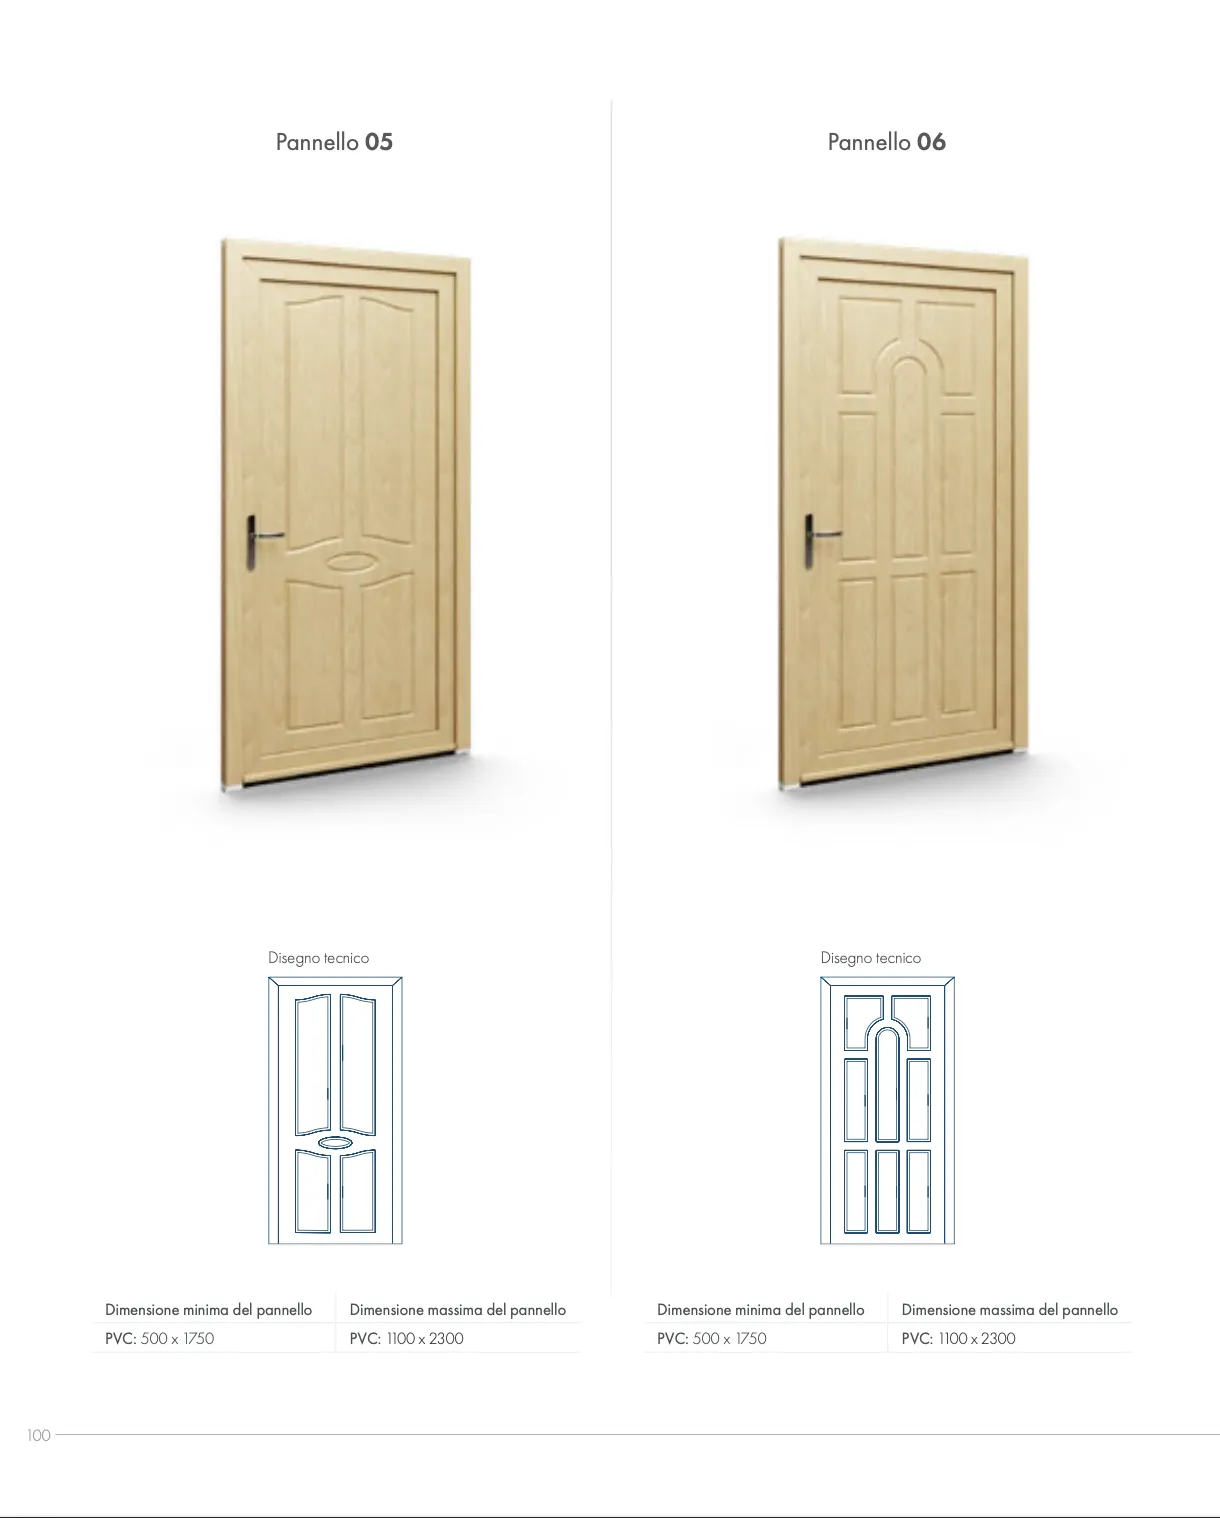 Pannello 05
Disegno tecnico
Dimensione minima del pannello
Dimensione massima del pannello
PVC: 500 x 1750
PVC: 1100 x 2300
Pannello 06
Disegno tecnico
Dimensione minima del pannello
Dimensione massima del pannello
PVC: 500 x 1750
PVC: 1100 x 2300
100